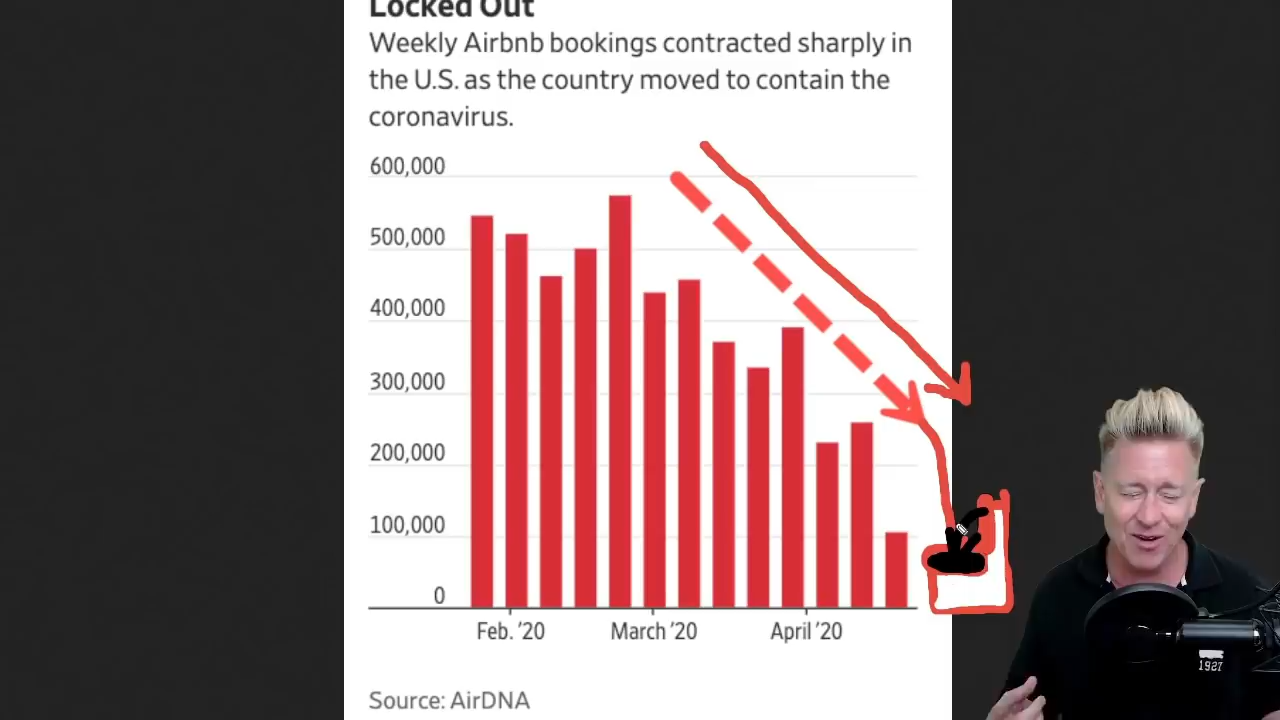 Locked Out
Weekly Airbnb bookings contracted sharply in
the U.S. as the country moved to contain the
coronavirus.
600,000
500,000
400,000
300,000
200,000
100,000
0
Feb. '20 March '20 April '20
Source: AirDNA
1927